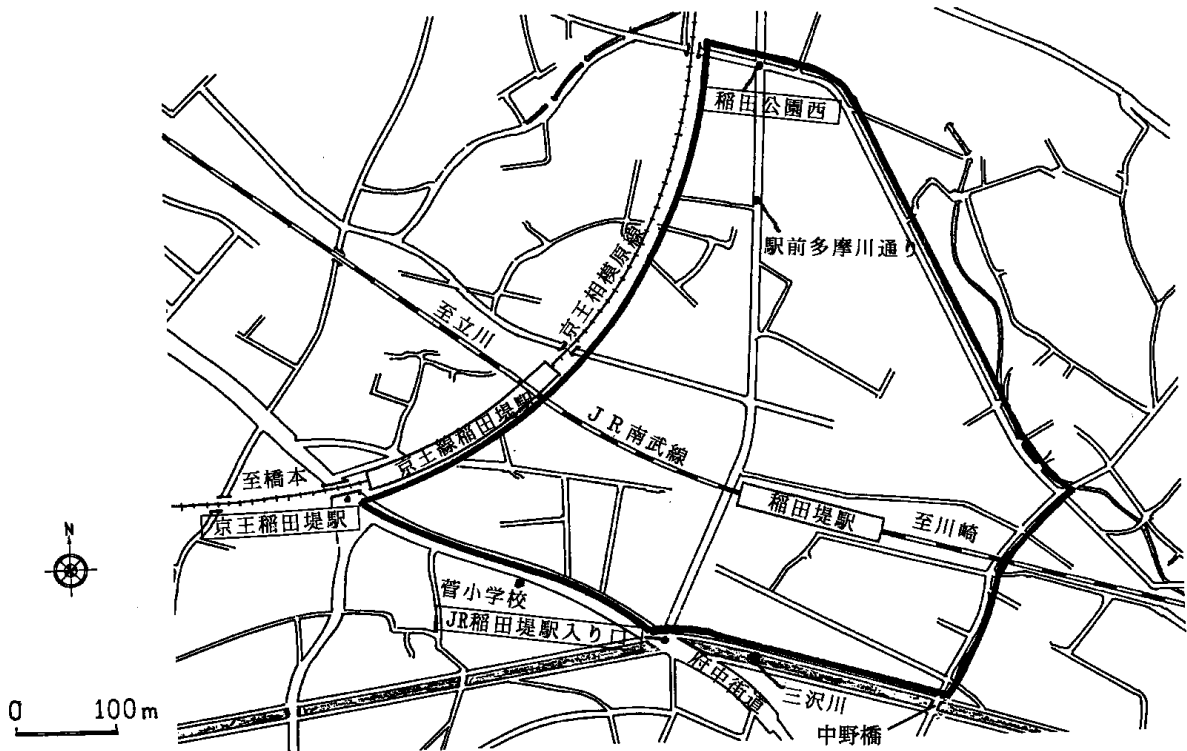 稲田公園西
駅前多摩川通り
京王相模原線
至立川
京王線稲田堤駅
JR南武線
至橋本
京王稲田堤駅
稲田堤駅
至川崎
N
菅小学校
JR稲田堤駅入り口
府中街道
三沢川
中野橋
0 100m